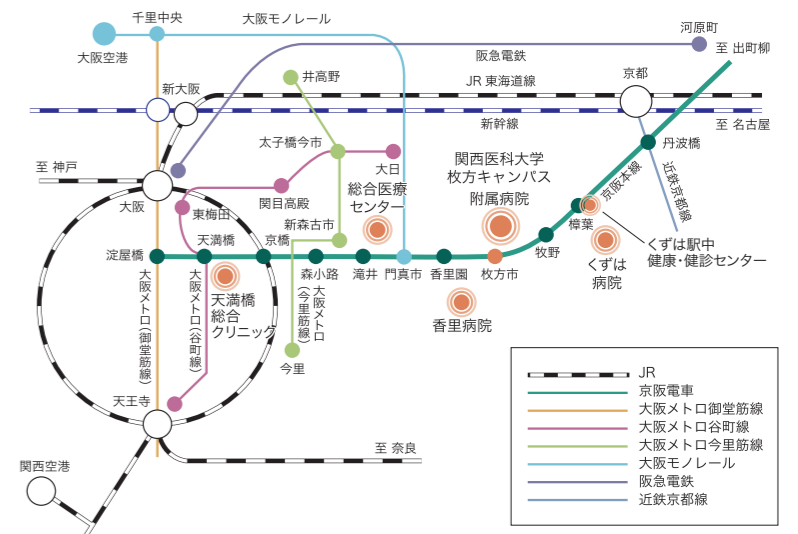 千里中央
大阪モノレール
河原町
至 出町柳
大阪空港
阪急電鉄
井高野
新大阪
JR 東海道線
京都
新幹線
至 名古屋
太子橋今市
丹波橋
至 神戸
大日
関西医科大学
枚方キャンパス
附属病院
京阪本線
近鉄京都線
総合医療
センター
大阪
関目高殿
東梅田
新森古市
樟葉
淀屋橋
天満橋
京橋
森小路
滝井
門真市
香里園
枚方市
牧野
くずは駅中
健康・健診センター
くずは
病院
大阪メトロ(御堂筋線)
大阪メトロ(谷町線)
天満橋
総合
クリニック
大阪メトロ
(今里筋線)
香里病院
今里
天王寺
至 奈良
関西空港
JR
京阪電車
大阪メトロ御堂筋線
大阪メトロ谷町線
大阪メトロ今里筋線
大阪モノレール
阪急電鉄
近鉄京都線